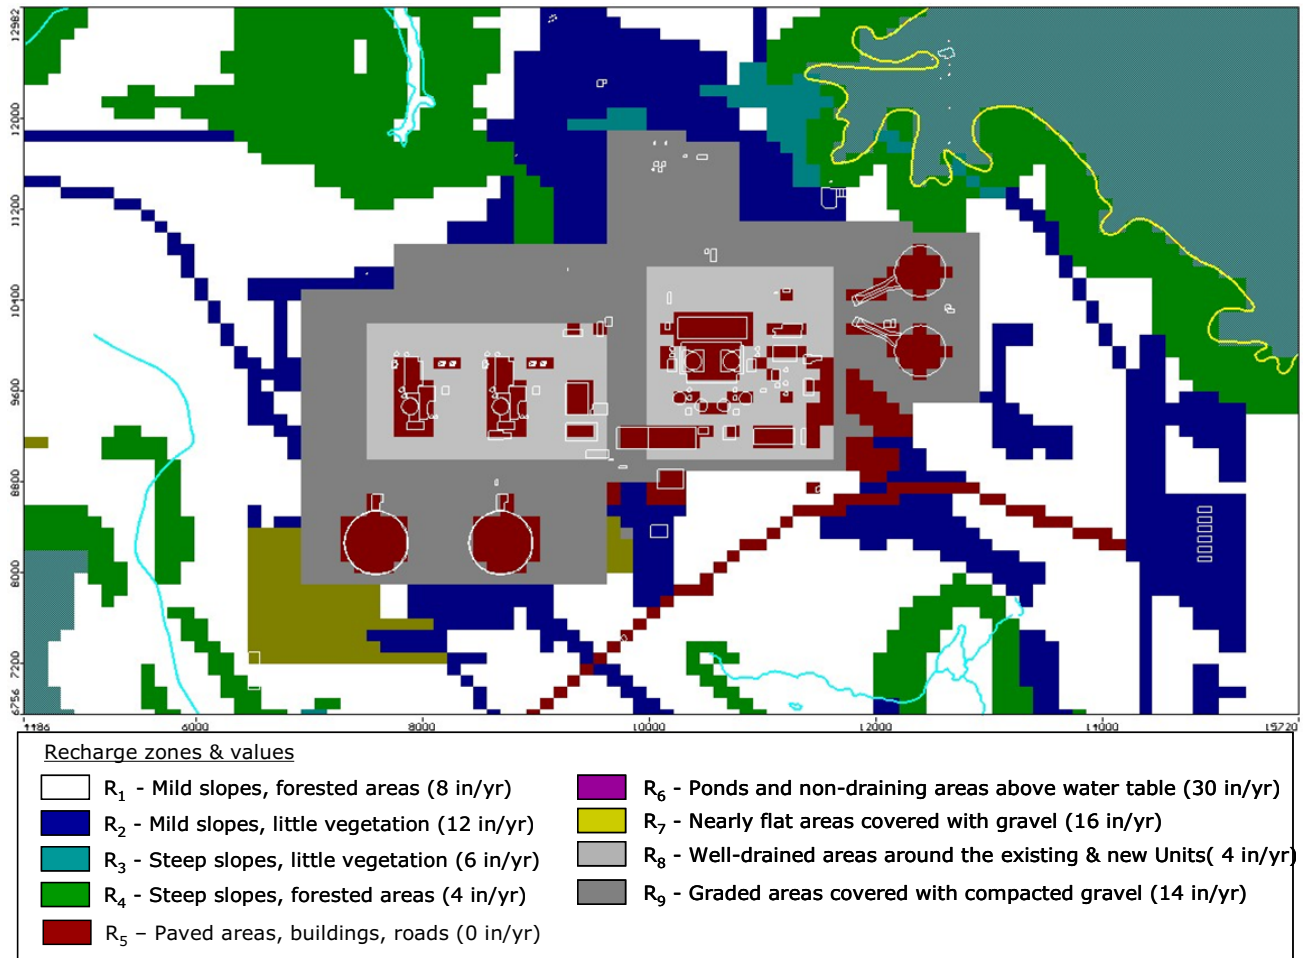 12982
12000
11200
10400
9600
8800
8000
7200
6756
6000
8000
10000
12000
14000
15720
Recharge zones & values
R1 - Mild slopes, forested areas (8 in/yr)
R2 - Mild slopes, little vegetation (12 in/yr)
R3 - Steep slopes, little vegetation (6 in/yr)
R4 - Steep slopes, forested areas (4 in/yr)
R5 – Paved areas, buildings, roads (0 in/yr)
R6 - Ponds and non-draining areas above water table (30 in/yr)
R7 - Nearly flat areas covered with gravel (16 in/yr)
R8 - Well-drained areas around the existing & new Units( 4 in/yr)
R9 - Graded areas covered with compacted gravel (14 in/yr)